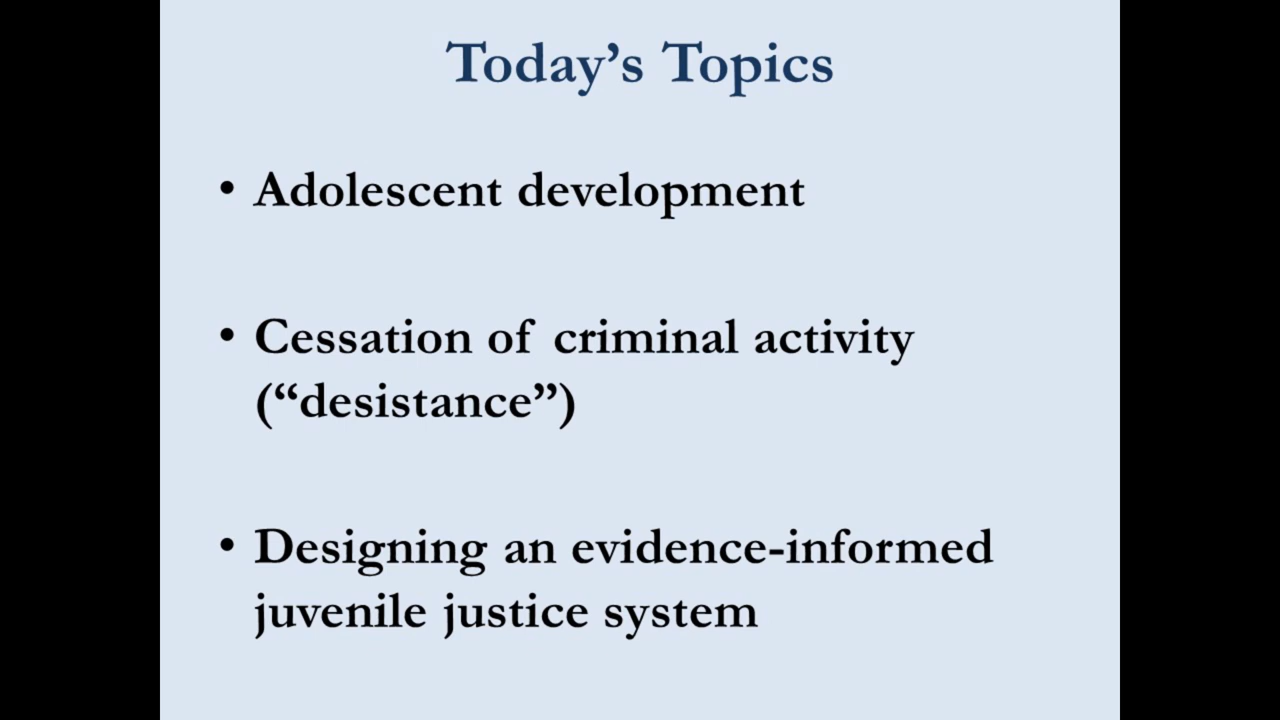 Today’s Topics
• Adolescent development
• Cessation of criminal activity
(“desistance”)
• Designing an evidence-informed
juvenile justice system